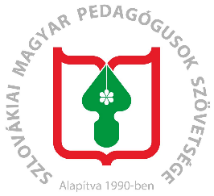 SZLOVÁKIAI MAGYAR PEDAGÓGUSOK SZÖVETSÉGE
Alapítva 1990-ben